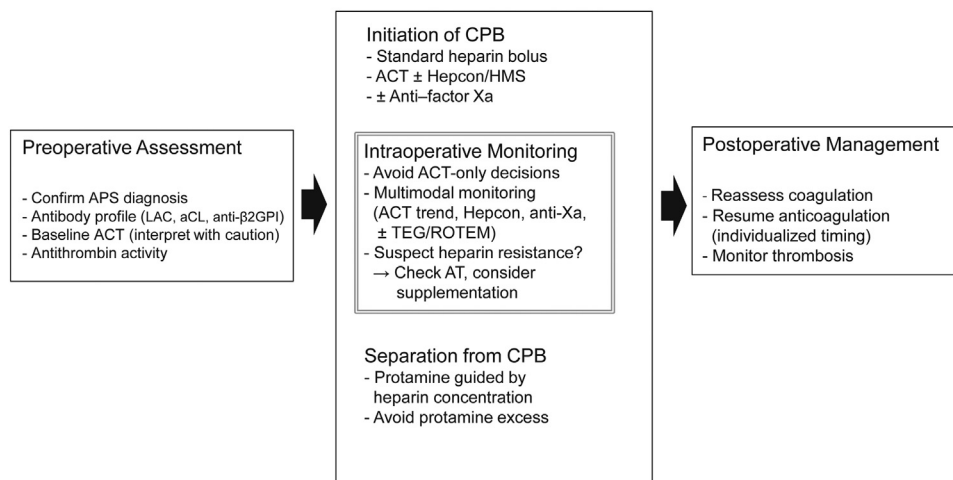 Preoperative Assessment
- Confirm APS diagnosis
- Antibody profile (LAC, aCL, anti-β2GPI)
- Baseline ACT (interpret with caution)
- Antithrombin activity
Initiation of CPB
- Standard heparin bolus
- ACT ± Hepcon/HMS
- ± Anti–factor Xa
Intraoperative Monitoring
- Avoid ACT-only decisions
- Multimodal monitoring
(ACT trend, Hepcon, anti-Xa,
± TEG/ROTEM)
- Suspect heparin resistance?
→ Check AT, consider
supplementation
Separation from CPB
- Protamine guided by
heparin concentration
- Avoid protamine excess
Postoperative Management
- Reassess coagulation
- Resume anticoagulation
(individualized timing)
- Monitor thrombosis